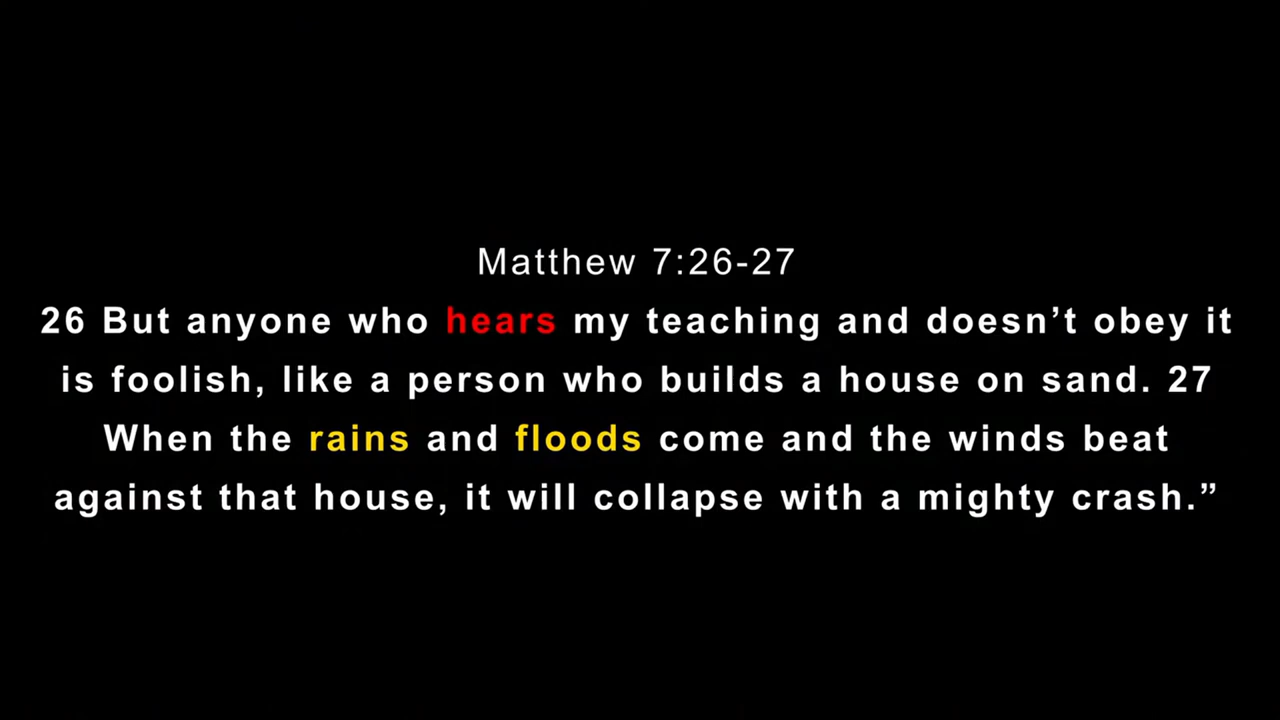 Matthew 7:26-27
26 But anyone who hears my teaching and doesn’t obey it
is foolish, like a person who builds a house on sand. 27
When the rains and floods come and the winds beat
against that house, it will collapse with a mighty crash.”